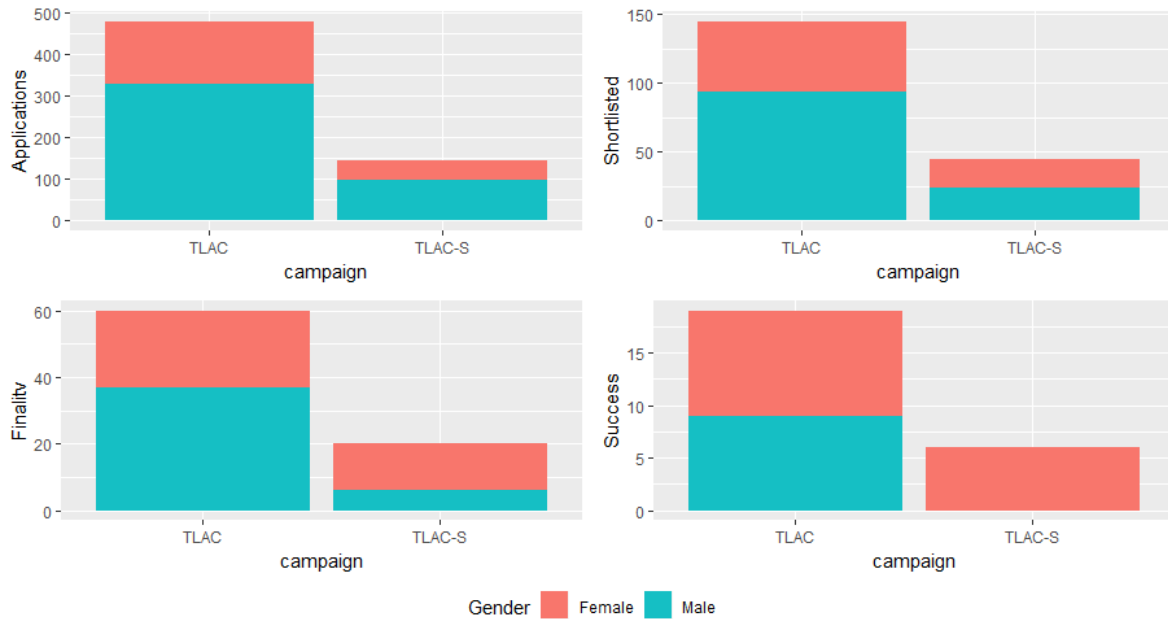 Applications
500
400
300
200
100
0
TLAC
TLAC-S
campaign
Shortlisted
150
100
50
0
TLAC
TLAC-S
campaign
Finality
60
40
20
0
TLAC
TLAC-S
campaign
Success
15
10
5
0
TLAC
TLAC-S
campaign
Gender Female Male